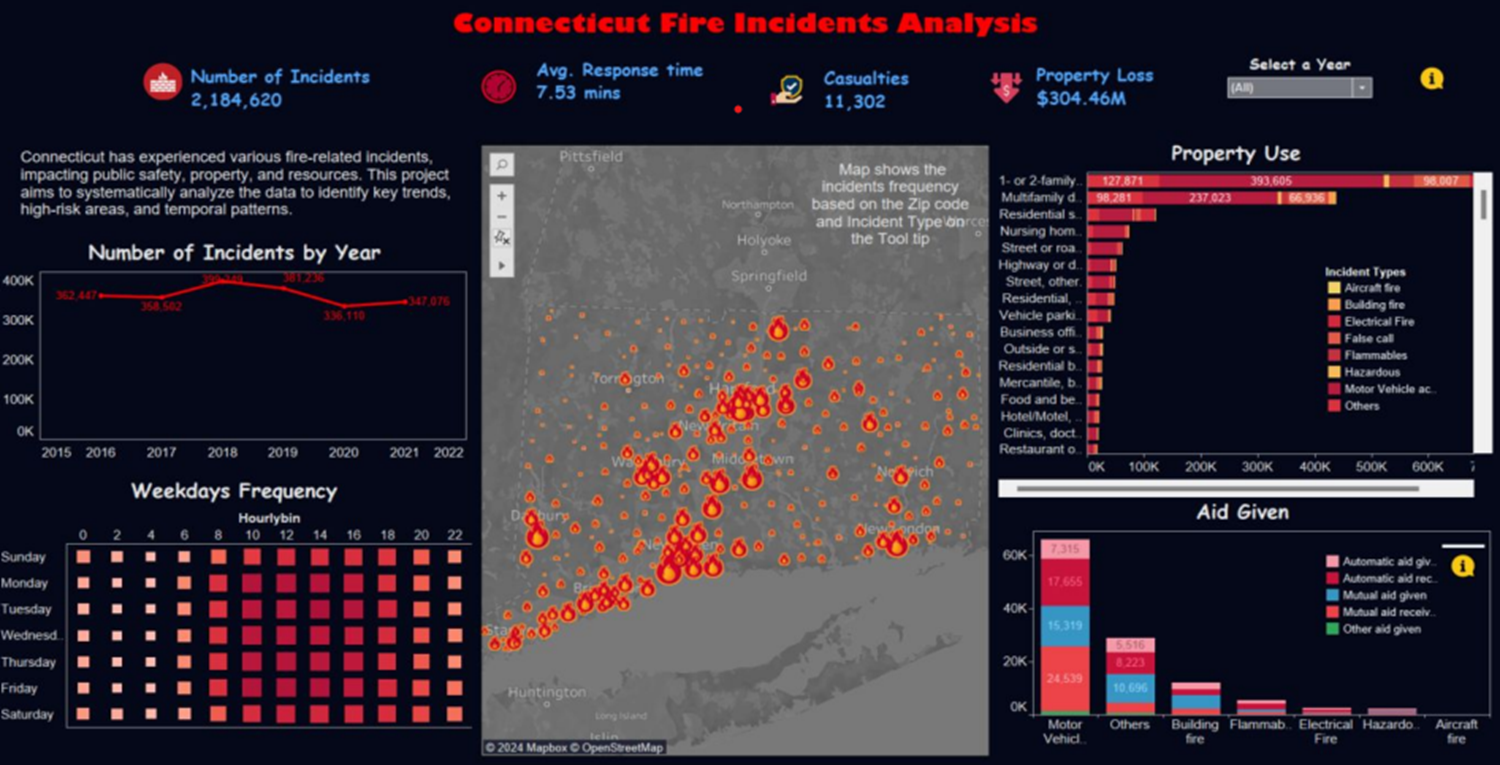 Connecticut Fire Incidents Analysis
Number of Incidents
2,184,620
Avg. Response time
7.53 mins
Casualties
11,302
Property Loss
$304.46M
Select a Year
(All)
Connecticut has experienced various fire-related incidents,
impacting public safety, property, and resources. This project
aims to systematically analyze the data to identify key trends,
high-risk areas, and temporal patterns.
Number of Incidents by Year
400K
300K
200K
100K
0K
362,447
358,502
381,236
336,110
347,076
2015 2016 2017 2018 2019 2020 2021 2022
Weekdays Frequency
Hourlybin
0 2 4 6 8 10 12 14 16 18 20 22
Sunday
Monday
Tuesday
Wednesd..
Thursday
Friday
Saturday
Map shows the
incidents frequency
based on the Zip code
and Incident Type on
the Tool tip
Pittsfield
Northampton
Holyoke
Springfield
Torrington
Middletown
Huntington
Long Island
Islip
© 2024 Mapbox © OpenStreetMap
Property Use
1- or 2-family..
127,871 393,605 98,007
Multifamily d..
98,281 237,023 66,936
Residential s..
Nursing hom..
Street or roa..
Highway or d..
Street, other.
Residential, ..
Vehicle parki..
Business offi..
Outside or s..
Residential b..
Mercantile, b..
Food and be..
Hotel/Motel, ..
Clinics, doct..
Restaurant o..
0K 100K 200K 300K 400K 500K 600K
Incident Types
Aircraft fire
Building fire
Electrical Fire
False call
Flammables
Hazardous
Motor Vehicle ac..
Others
Aid Given
60K
40K
20K
0K
7,315
17,655
15,319
24,539
5,516
8,223
10,696
Automatic aid giv..
Automatic aid rec..
Mutual aid given
Mutual aid receiv..
Other aid given
Motor
Vehicl..
Others
Building
fire
Flammab..
Electrical
Fire
Hazardo..
Aircraft
fire